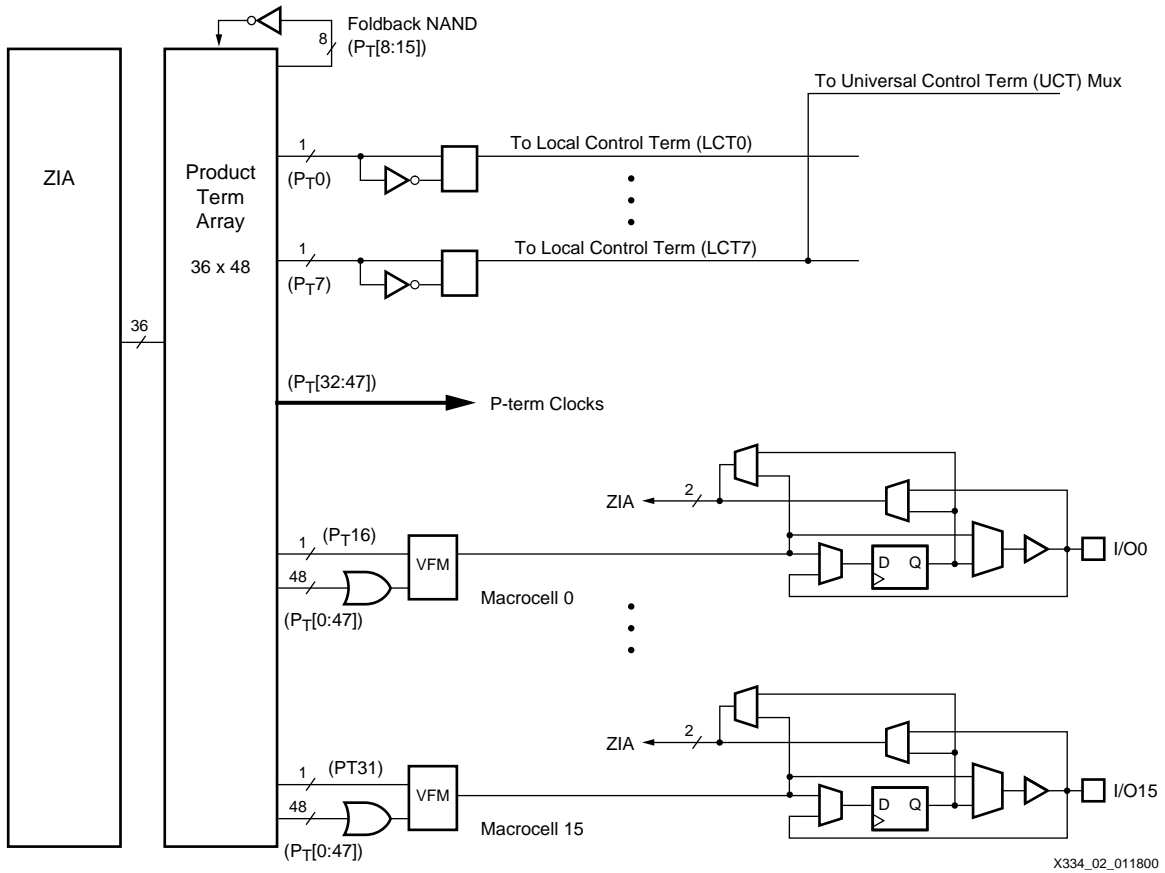 Foldback NAND
8
(PT[8:15])
To Universal Control Term (UCT) Mux
1
To Local Control Term (LCT0)
ZIA
Product
Term
Array
36 x 48
(PT0)
1
To Local Control Term (LCT7)
(PT7)
36
(PT[32:47])
P-term Clocks
ZIA
2
1
(PT16)
VFM
D Q
I/O0
48
Macrocell 0
(PT[0:47])
ZIA
2
1
(PT31)
VFM
D Q
I/O15
48
Macrocell 15
(PT[0:47])
X334_02_011800